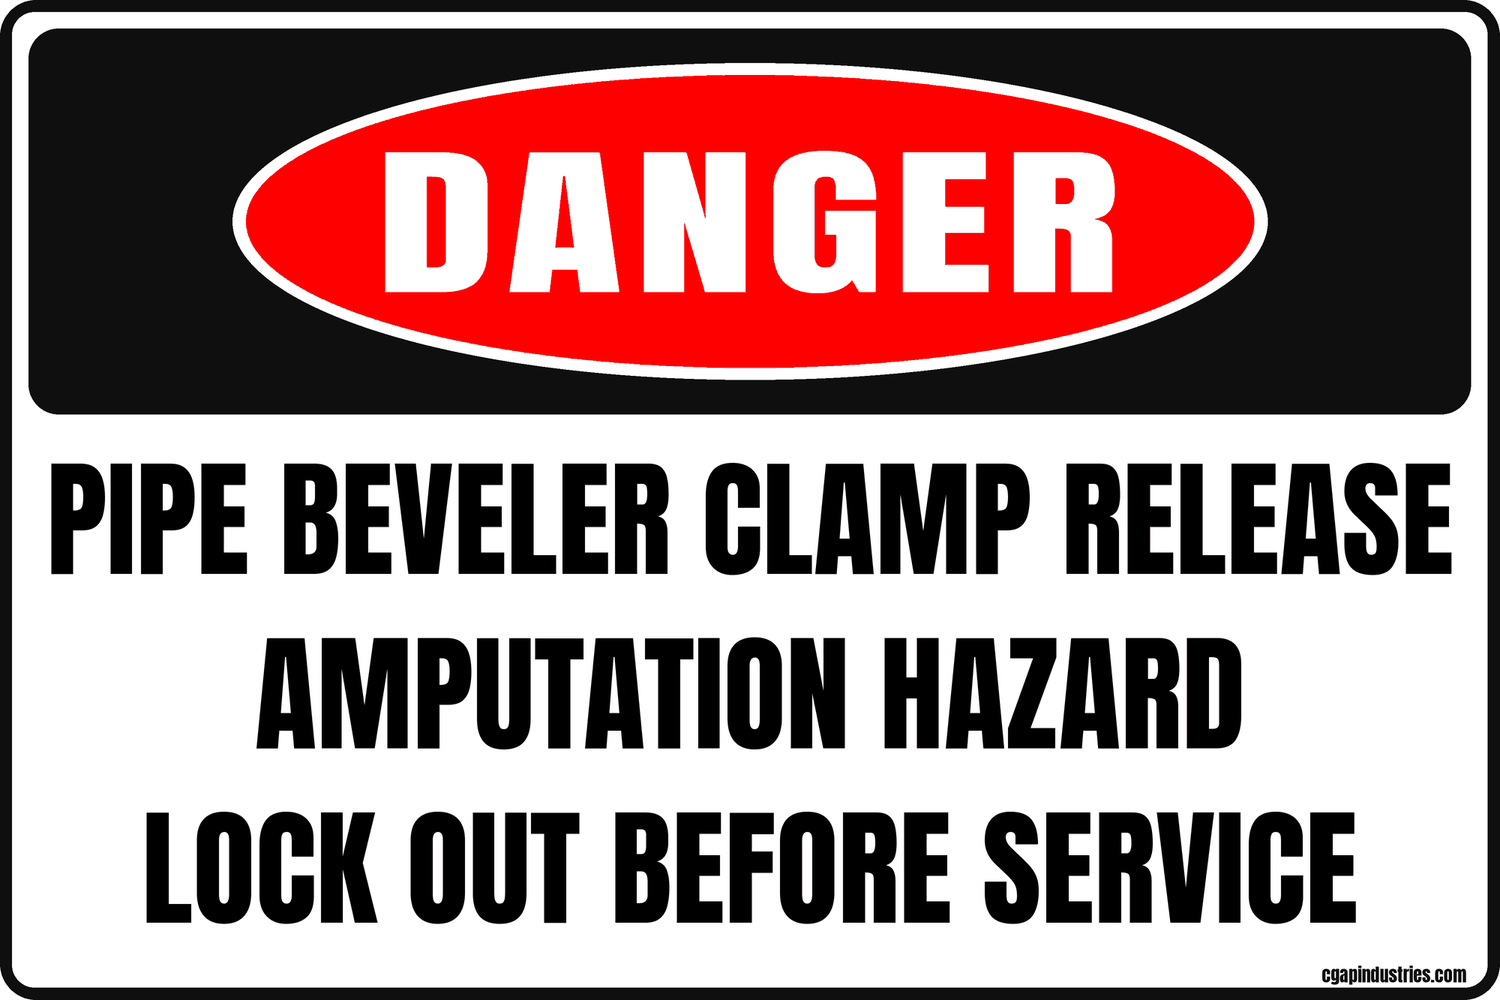 DANGER
PIPE BEVELER CLAMP RELEASE
AMPUTATION HAZARD
LOCK OUT BEFORE SERVICE
cgapindustries.com